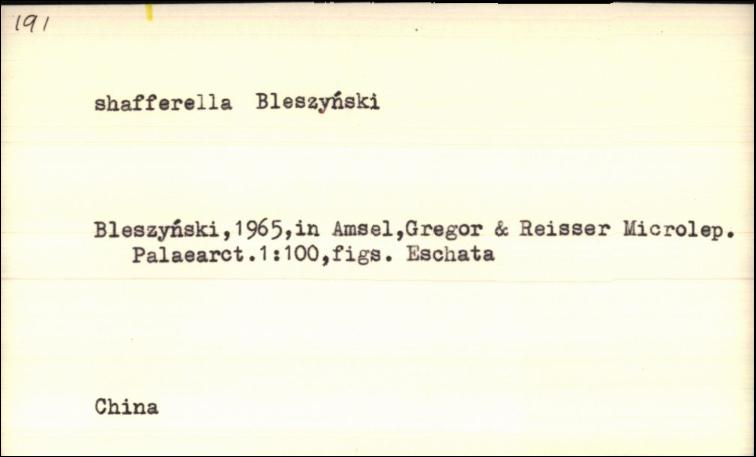 191
shafferella Bleszyński
Bleszyński,1965,in Amsel,Gregor & Reisser Microlep.
Palaearct.1:100,figs. Eschata
China